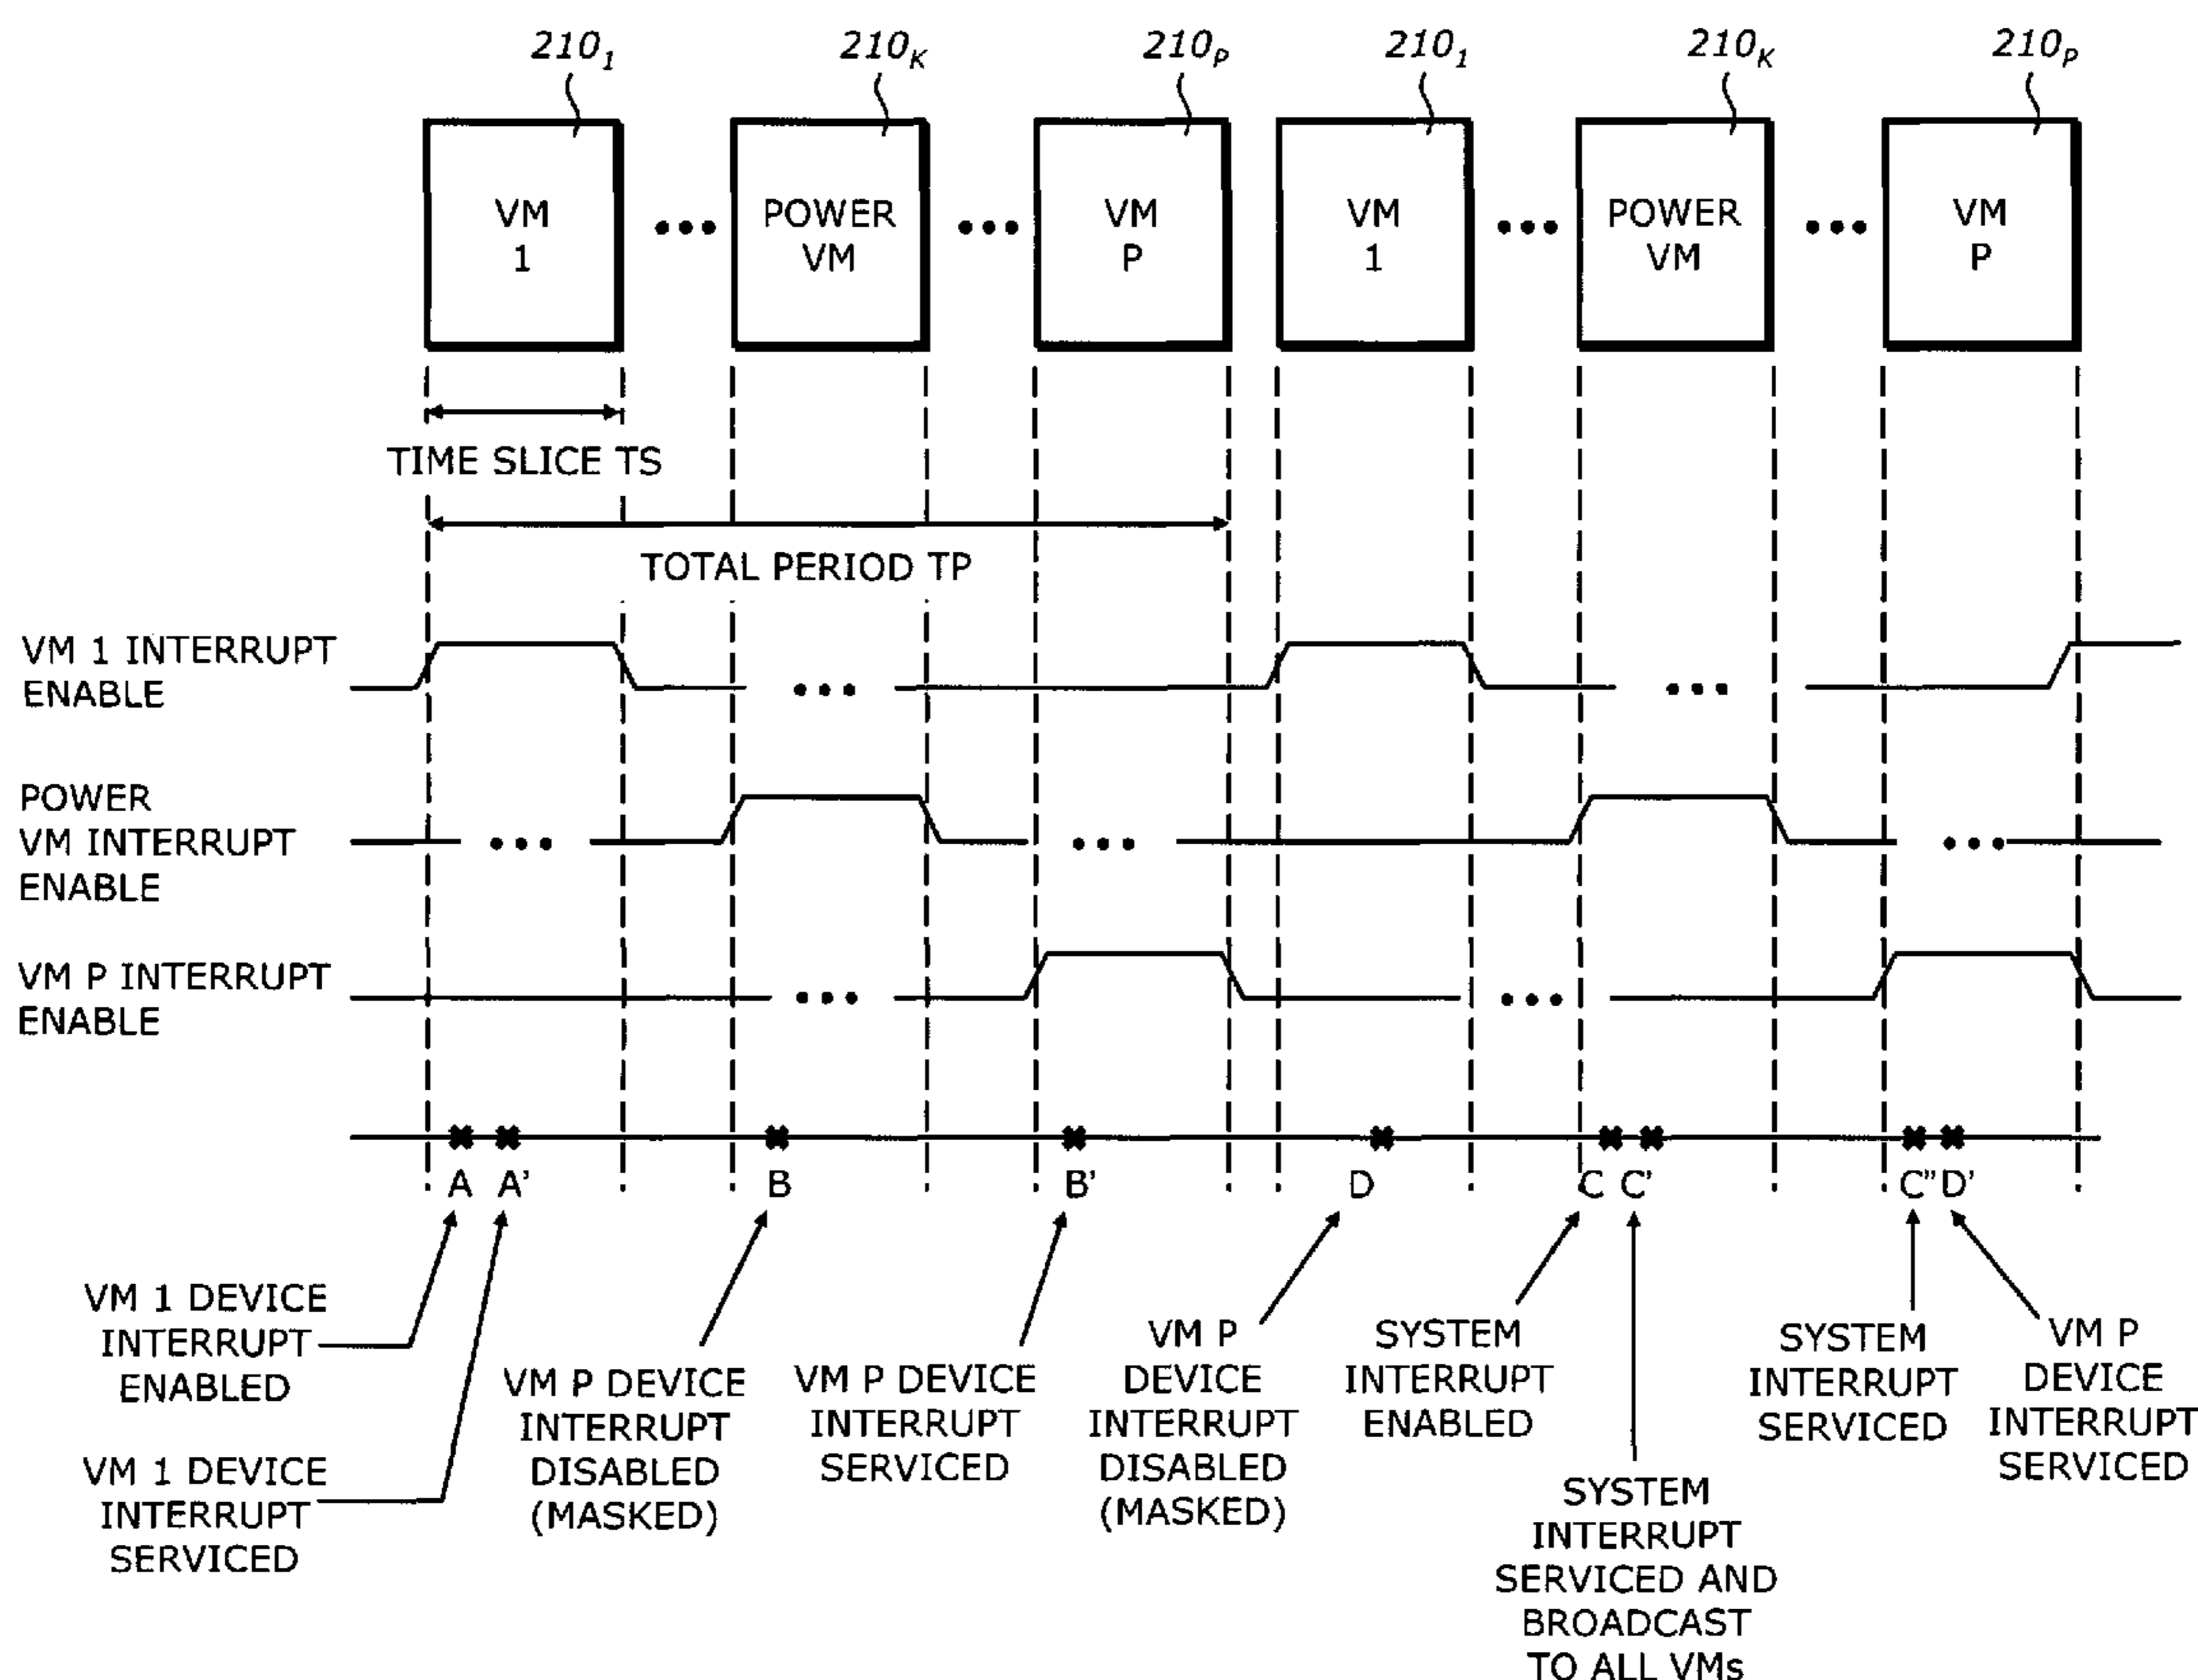 210₁
210K
210P
210₁
210K
210P
VM
1
POWER
VM
VM
P
VM
1
POWER
VM
VM
P
TIME SLICE TS
TOTAL PERIOD TP
VM 1 INTERRUPT
ENABLE
POWER
VM INTERRUPT
ENABLE
VM P INTERRUPT
ENABLE
A
A'
B
B'
D
C
C'
C"
D'
VM 1 DEVICE
INTERRUPT
ENABLED
VM 1 DEVICE
INTERRUPT
SERVICED
VM P DEVICE
INTERRUPT
DISABLED
(MASKED)
VM P DEVICE
INTERRUPT
SERVICED
VM P
DEVICE
INTERRUPT
DISABLED
(MASKED)
SYSTEM
INTERRUPT
ENABLED
SYSTEM
INTERRUPT
SERVICED AND
BROADCAST
TO ALL VMs
SYSTEM
INTERRUPT
SERVICED
VM P
DEVICE
INTERRUPT
SERVICED